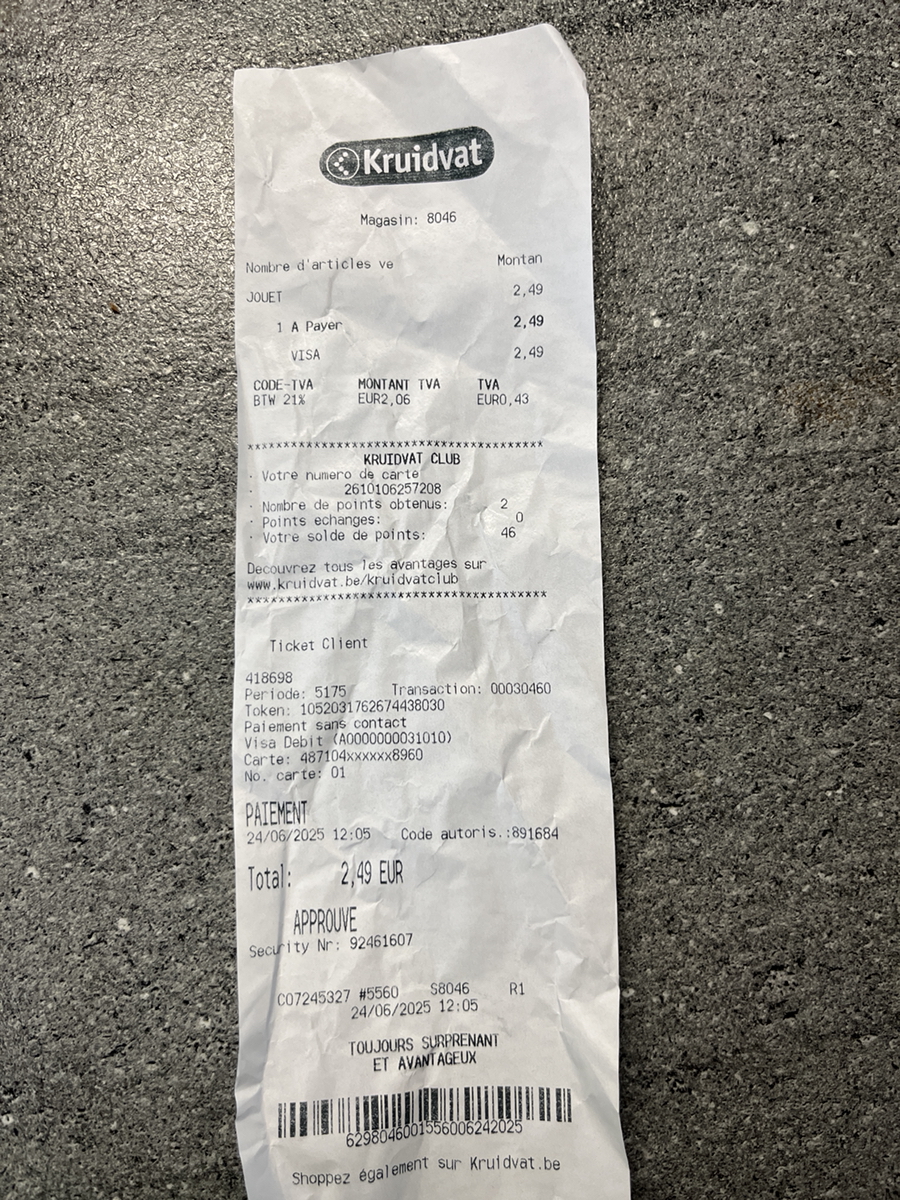 Kruidvat
Magasin: 8046
Nombre d'articles ve Montan
JOUET 2,49
1 A Payer 2,49
VISA 2,49
CODE-TVA MONTANT TVA TVA
BTW 21% EUR2,06 EUR0,43
******************************************
KRUIDVAT CLUB
· Votre numero de carte
· 2610106257208
· Nombre de points obtenus: 2
· Points echanges: 0
· Votre solde de points: 46
Decouvrez tous les avantages sur
www.kruidvat.be/kruidvatclub
******************************************
Ticket Client
418698
Periode: 5175 Transaction: 00030460
Token: 1052031762674438030
Paiement sans contact
Visa Debit (A0000000031010)
Carte: 487104xxxxxx8960
No. carte: 01
PAIEMENT
24/06/2025 12:05 Code autoris.:891684
Total: 2,49 EUR
APPROUVE
Security Nr: 92461607
C07245327 #5560 S8046 R1
24/06/2025 12:05
TOUJOURS SURPRENANT
ET AVANTAGEUX
6298046001556006242025
Shoppez également sur Kruidvat.be